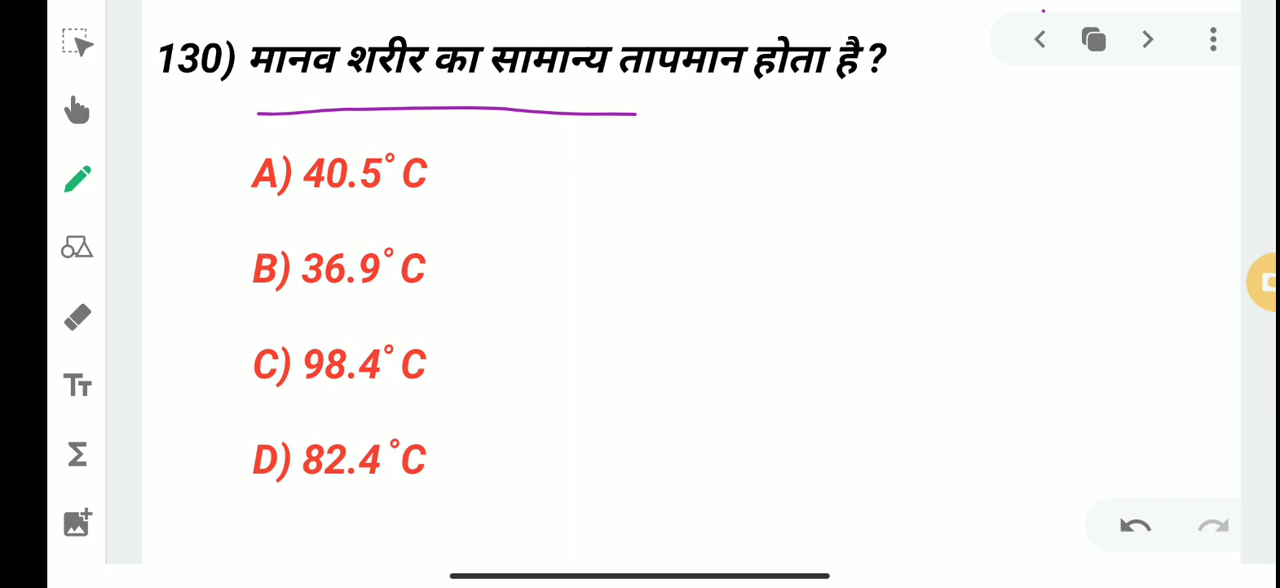 130) मानव शरीर का सामान्य तापमान होता है?
A) 40.5° C
B) 36.9° C
C) 98.4° C
D) 82.4 °C